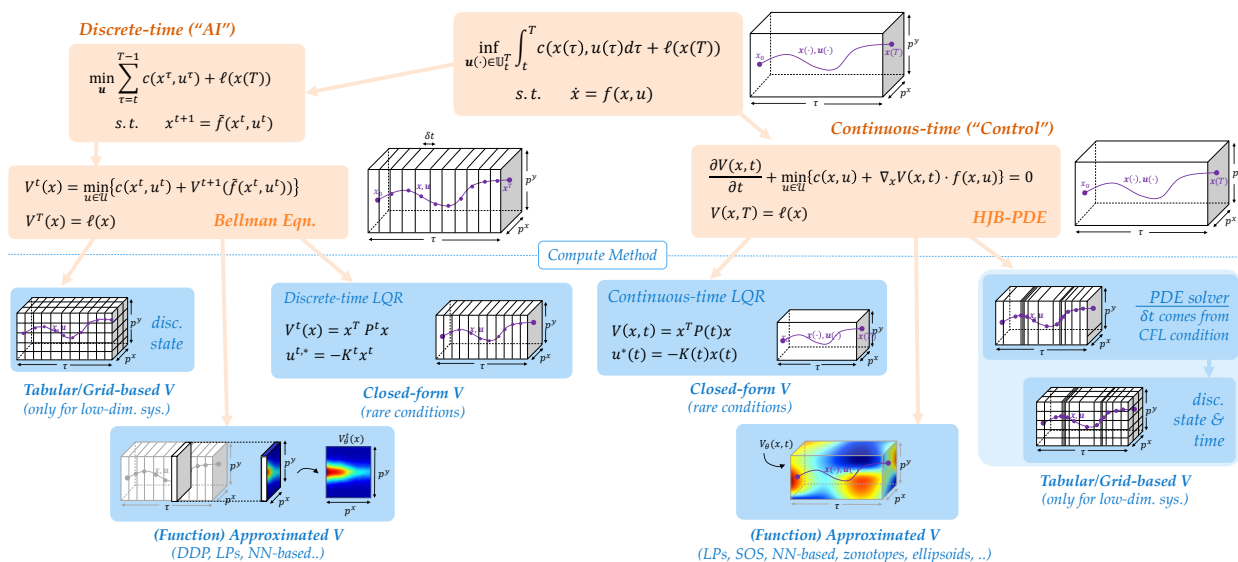 Discrete-time (“AI”)
min_𝒖 ∑_{τ=t}^{T−1} c(x^τ, u^τ) + ℓ(x(T))
s.t. x^{t+1} = f̃(x^t, u^t)
inf_{𝒖(·)∈𝕌_t^T} ∫_t^T c(x(τ), u(τ)dτ + ℓ(x(T))
s.t. ẋ = f(x, u)
x_0
x(·), u(·)
x(T)
p^y
p^x
τ
Continuous-time (“Control”)
V^t(x) = min_{u∈𝒰}{c(x^t, u^t) + V^{t+1}(f̃(x^t, u^t))}
V^T(x) = ℓ(x)
Bellman Eqn.
δt
x_0
x, u
x^T
p^y
p^x
τ
∂V(x, t)/∂t + min_{u∈𝒰}{c(x, u) + ∇_x V(x, t) · f(x, u)} = 0
V(x, T) = ℓ(x)
HJB-PDE
x_0
x(·), u(·)
x(T)
p
p^x
τ
Compute Method
x, u
p^y
p^x
τ
disc.
state
Tabular/Grid-based V
(only for low-dim. sys.)
Discrete-time LQR
V^t(x) = x^T P^t x
u^{t,*} = −K^t x^t
x, u
p^y
p^x
τ
Closed-form V
(rare conditions)
Continuous-time LQR
V(x, t) = x^T P(t)x
u^*(t) = −K(t)x(t)
x(·), u(·)
p^y
p^x
τ
Closed-form V
(rare conditions)
x, u
p^y
p^x
τ
PDE solver
δt comes from
CFL condition
x, u
p^y
p^x
τ
disc.
state &
time
Tabular/Grid-based V
(only for low-dim. sys.)
x, u
p^y
p^x
τ
p^y
p^x
V_θ^t(x)
p^y
p^x
(Function) Approximated V
(DDP, LPs, NN-based..)
V_θ(x, t)
x(·), u(·)
p^y
p^x
τ
(Function) Approximated V
(LPs, SOS, NN-based, zonotopes, ellipsoids, ..)